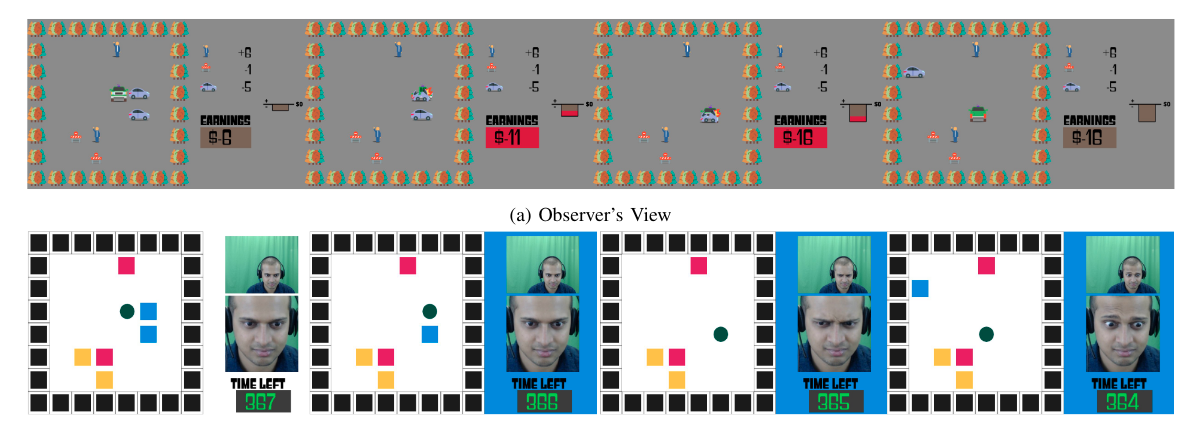 +6 +6 +6 +6
-1 -1 -1 -1
-5 -5 -5 -5
+ $0 + $0 + $0 + $0
EARNINGS EARNINGS EARNINGS EARNINGS
$-6 $-11 $-16 $-16
(a) Observer's View
TIME LEFT TIME LEFT TIME LEFT TIME LEFT
367 366 365 364